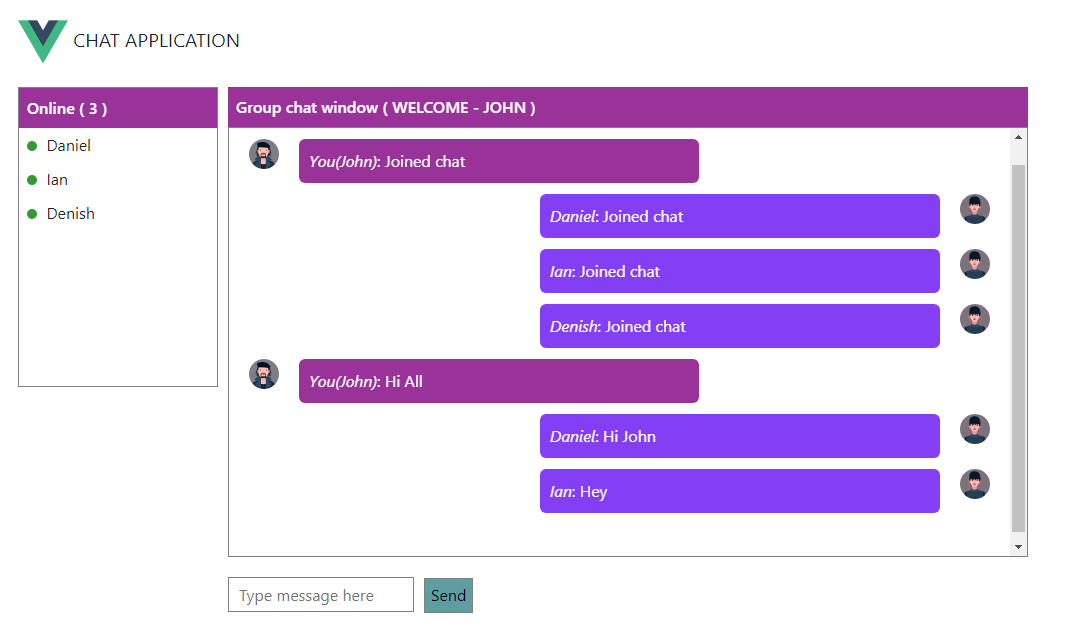 CHAT APPLICATION
Online ( 3 )
Daniel
Ian
Denish
Group chat window ( WELCOME - JOHN )
You(John): Joined chat
Daniel: Joined chat
Ian: Joined chat
Denish: Joined chat
You(John): Hi All
Daniel: Hi John
Ian: Hey
Type message here
Send